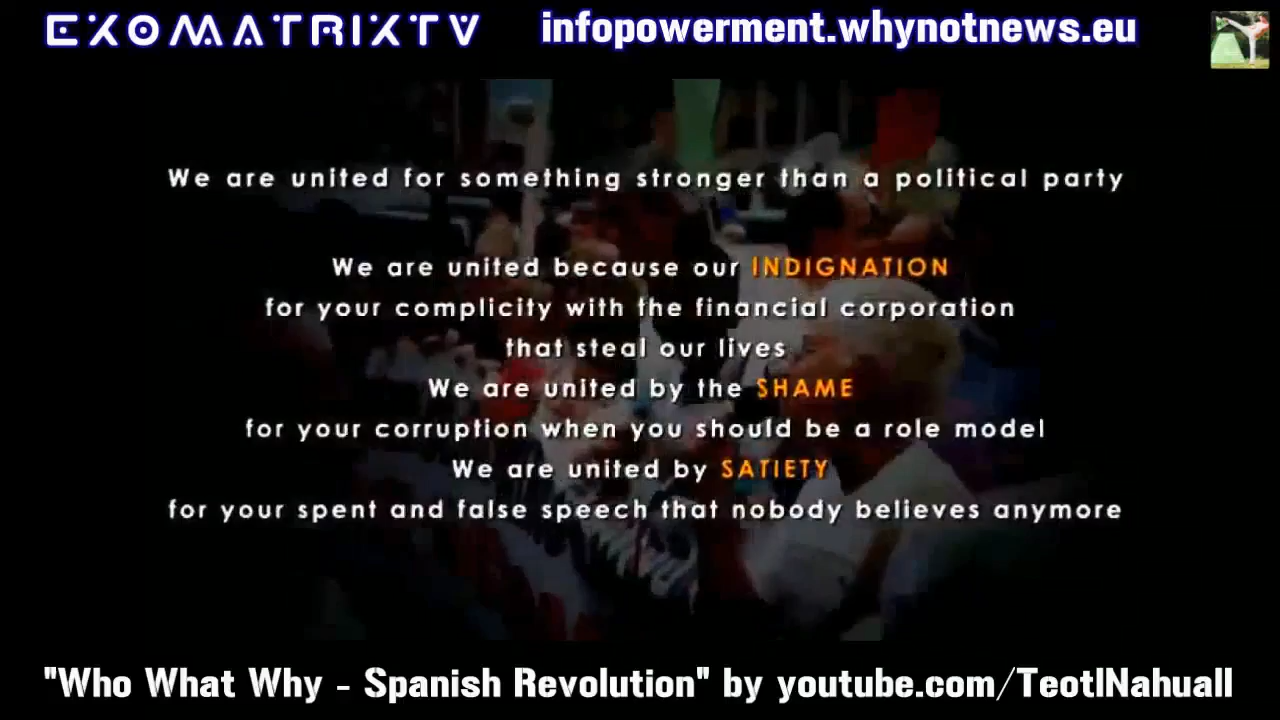 EXOMATRIXTV
infopowerment.whynotnews.eu
We are united for something stronger than a political party
We are united because our INDIGNATION
for your complicity with the financial corporation
that steal our lives
We are united by the SHAME
for your corruption when you should be a role model
We are united by SATIETY
for your spent and false speech that nobody believes anymore
"Who What Why - Spanish Revolution" by youtube.com/TeotlNahuall